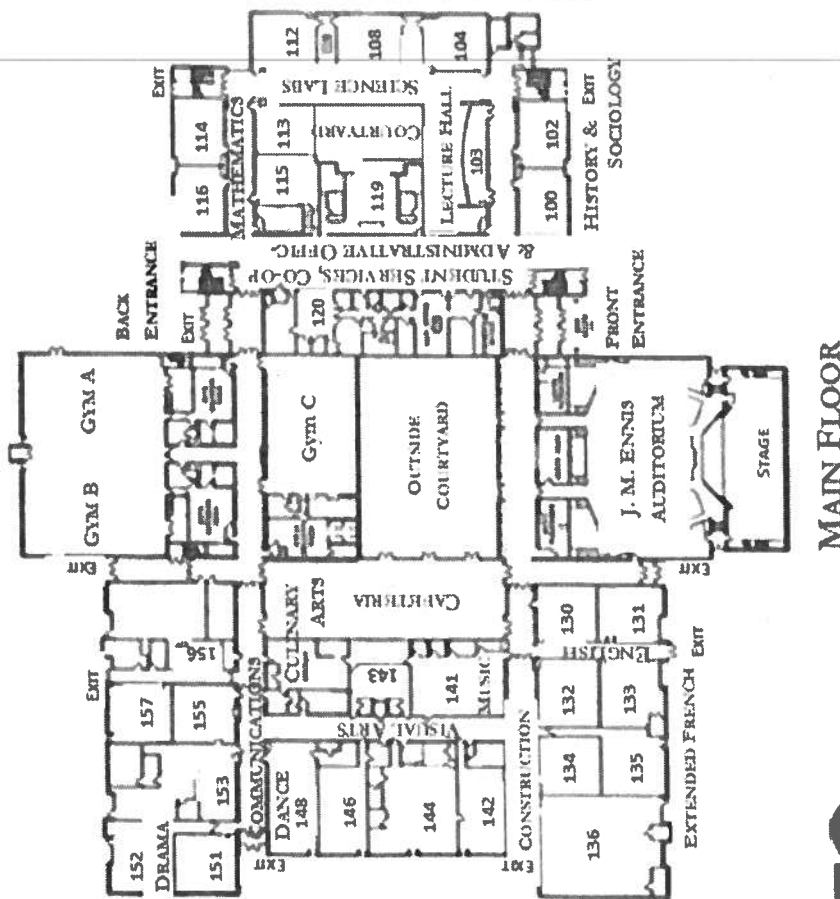 152
DRAMA
151
153
157
155
EXIT
156
COMMUNICATIONS
EXIT
EXIT
GYM B
GYM A
BACK
ENTRANCE
EXIT
116
114
EXIT
MATHEMATICS
DANCE
148
146
144
142
EXIT
VISUAL ARTS
CULINARY
ARTS
143
141
MUSIC
CAFETERIA
Gym C
OUTSIDE
COURTYARD
120
STUDENT SERVICES, CO-OP
& ADMINISTRATIVE OFFIC
115
113
119
COURTYARD
LECTURE HALL
103
SCIENCE LABS
112
108
104
CONSTRUCTION
136
134
135
132
133
130
131
ENGLISH
EXIT
EXTENDED FRENCH
EXIT
J. M. ENNIS
AUDITORIUM
STAGE
FRONT
ENTRANCE
100
102
HISTORY &
SOCIOLOGY
EXIT
MAIN FLOOR